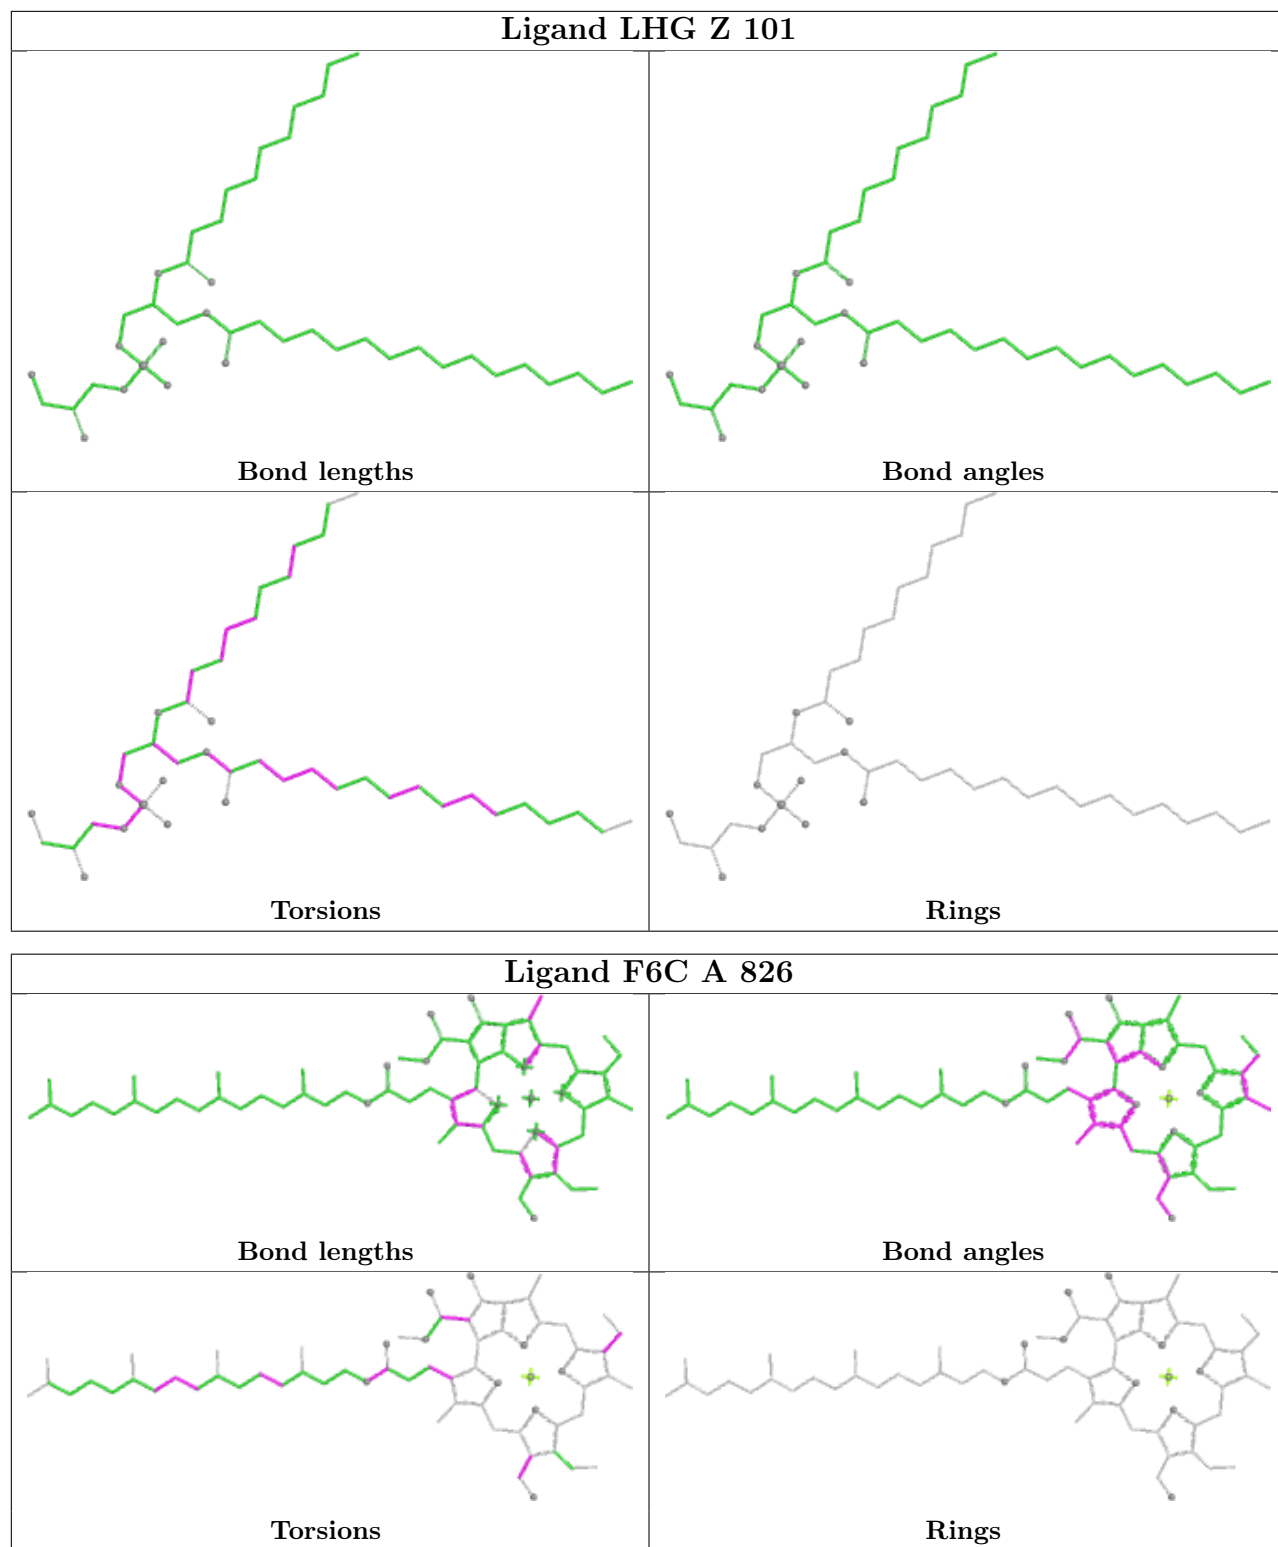 Ligand LHG Z 101
Bond lengths
Bond angles
Torsions
Rings
Ligand F6C A 826
Bond lengths
Bond angles
Torsions
Rings